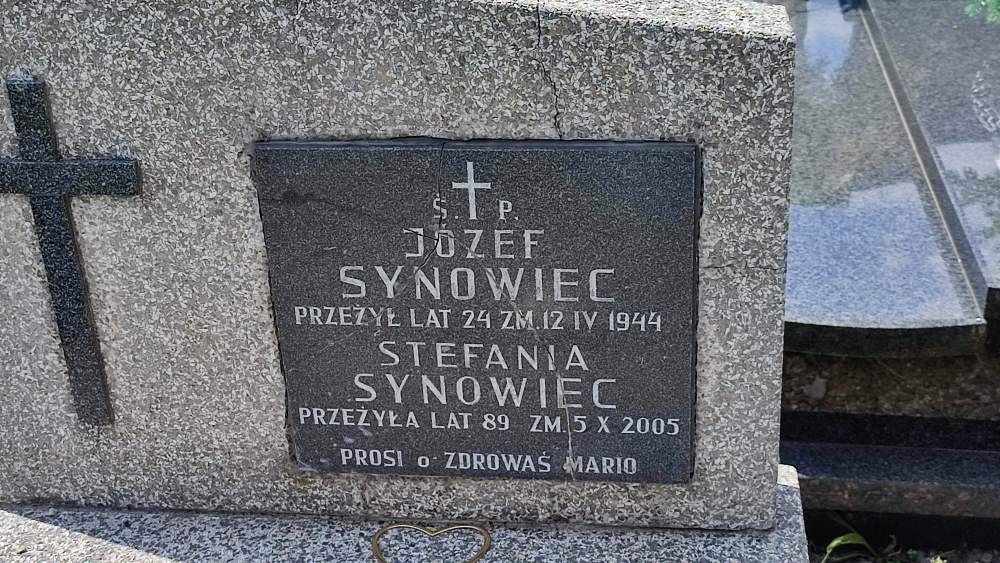 Ś. P.
JÓZEF
SYNOWIEC
PRZEŻYŁ LAT 24 ZM. 12 IV 1944
STEFANIA
SYNOWIEC
PRZEŻYŁA LAT 89 ZM. 5 X 2005
PROSI o ZDROWAŚ MARIO